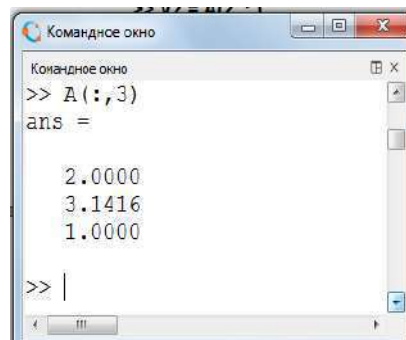 Командное окно
Командное окно
>> A(:,3)
ans =
2.0000
3.1416
1.0000
>>